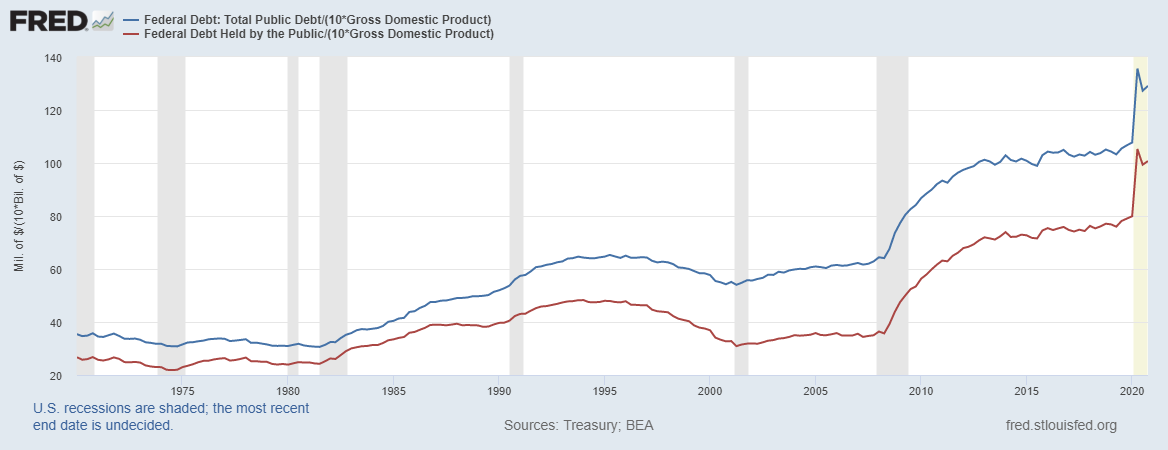 FRED
Federal Debt: Total Public Debt/(10*Gross Domestic Product)
Federal Debt Held by the Public/(10*Gross Domestic Product)
Mil. of $/(10*Bil. of $)
140
120
100
80
60
40
20
1975 1980 1985 1990 1995 2000 2005 2010 2015 2020
U.S. recessions are shaded; the most recent
end date is undecided.
Sources: Treasury; BEA
fred.stlouisfed.org